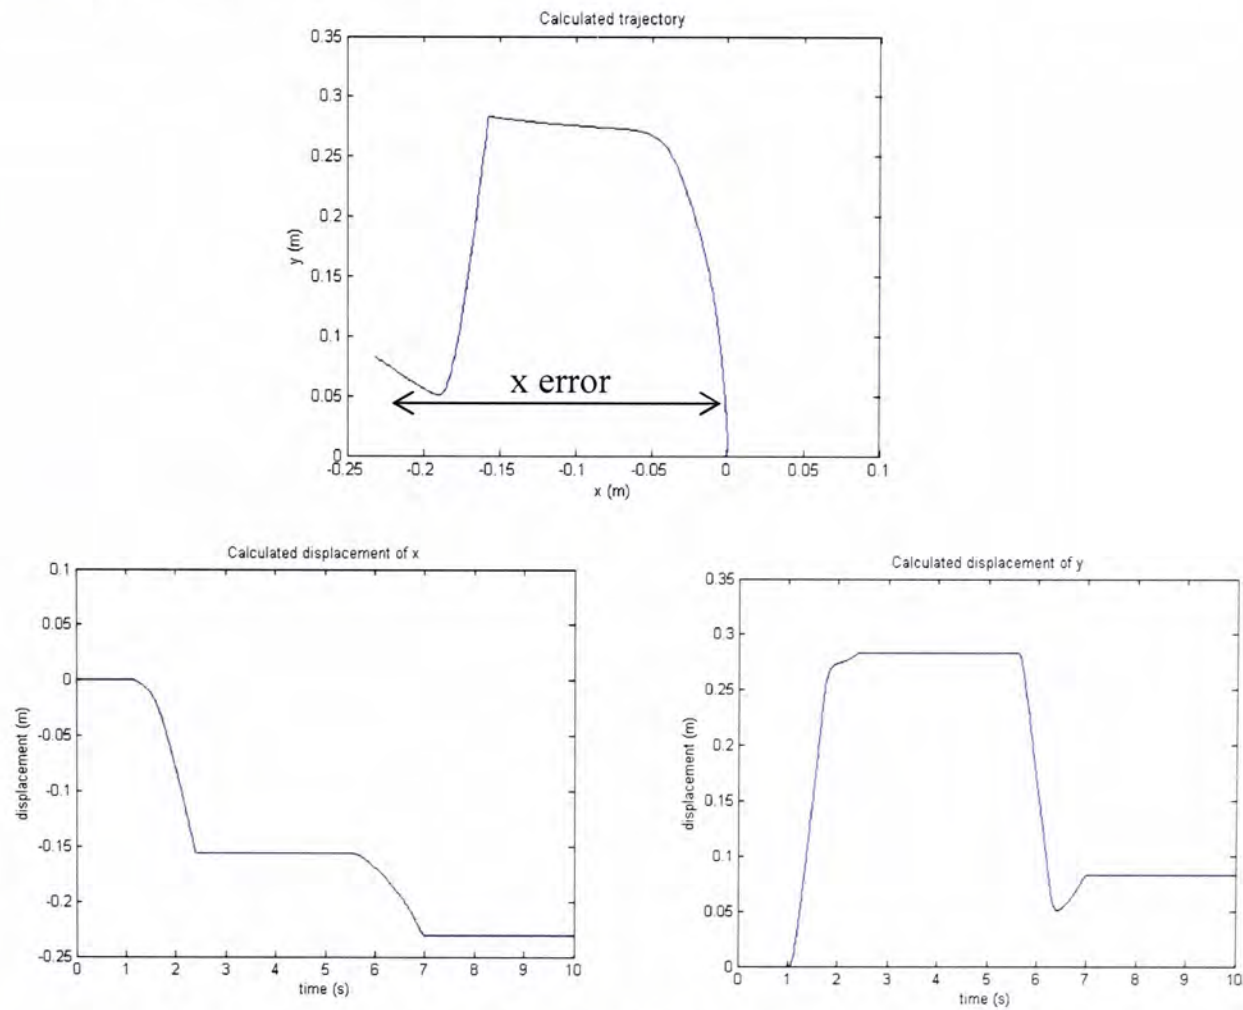 Calculated trajectory
0.35
0.3
0.25
0.2
0.15
0.1
0.05
0
y (m)
x error
-0.25 -0.2 -0.15 -0.1 -0.05 0 0.05 0.1
x (m)
Calculated displacement of x
0.1
0.05
0
-0.05
-0.1
-0.15
-0.2
-0.25
displacement (m)
0 1 2 3 4 5 6 7 8 9 10
time (s)
Calculated displacement of y
0.35
0.3
0.25
0.2
0.15
0.1
0.05
0
displacement (m)
0 1 2 3 4 5 6 7 8 9 10
time (s)